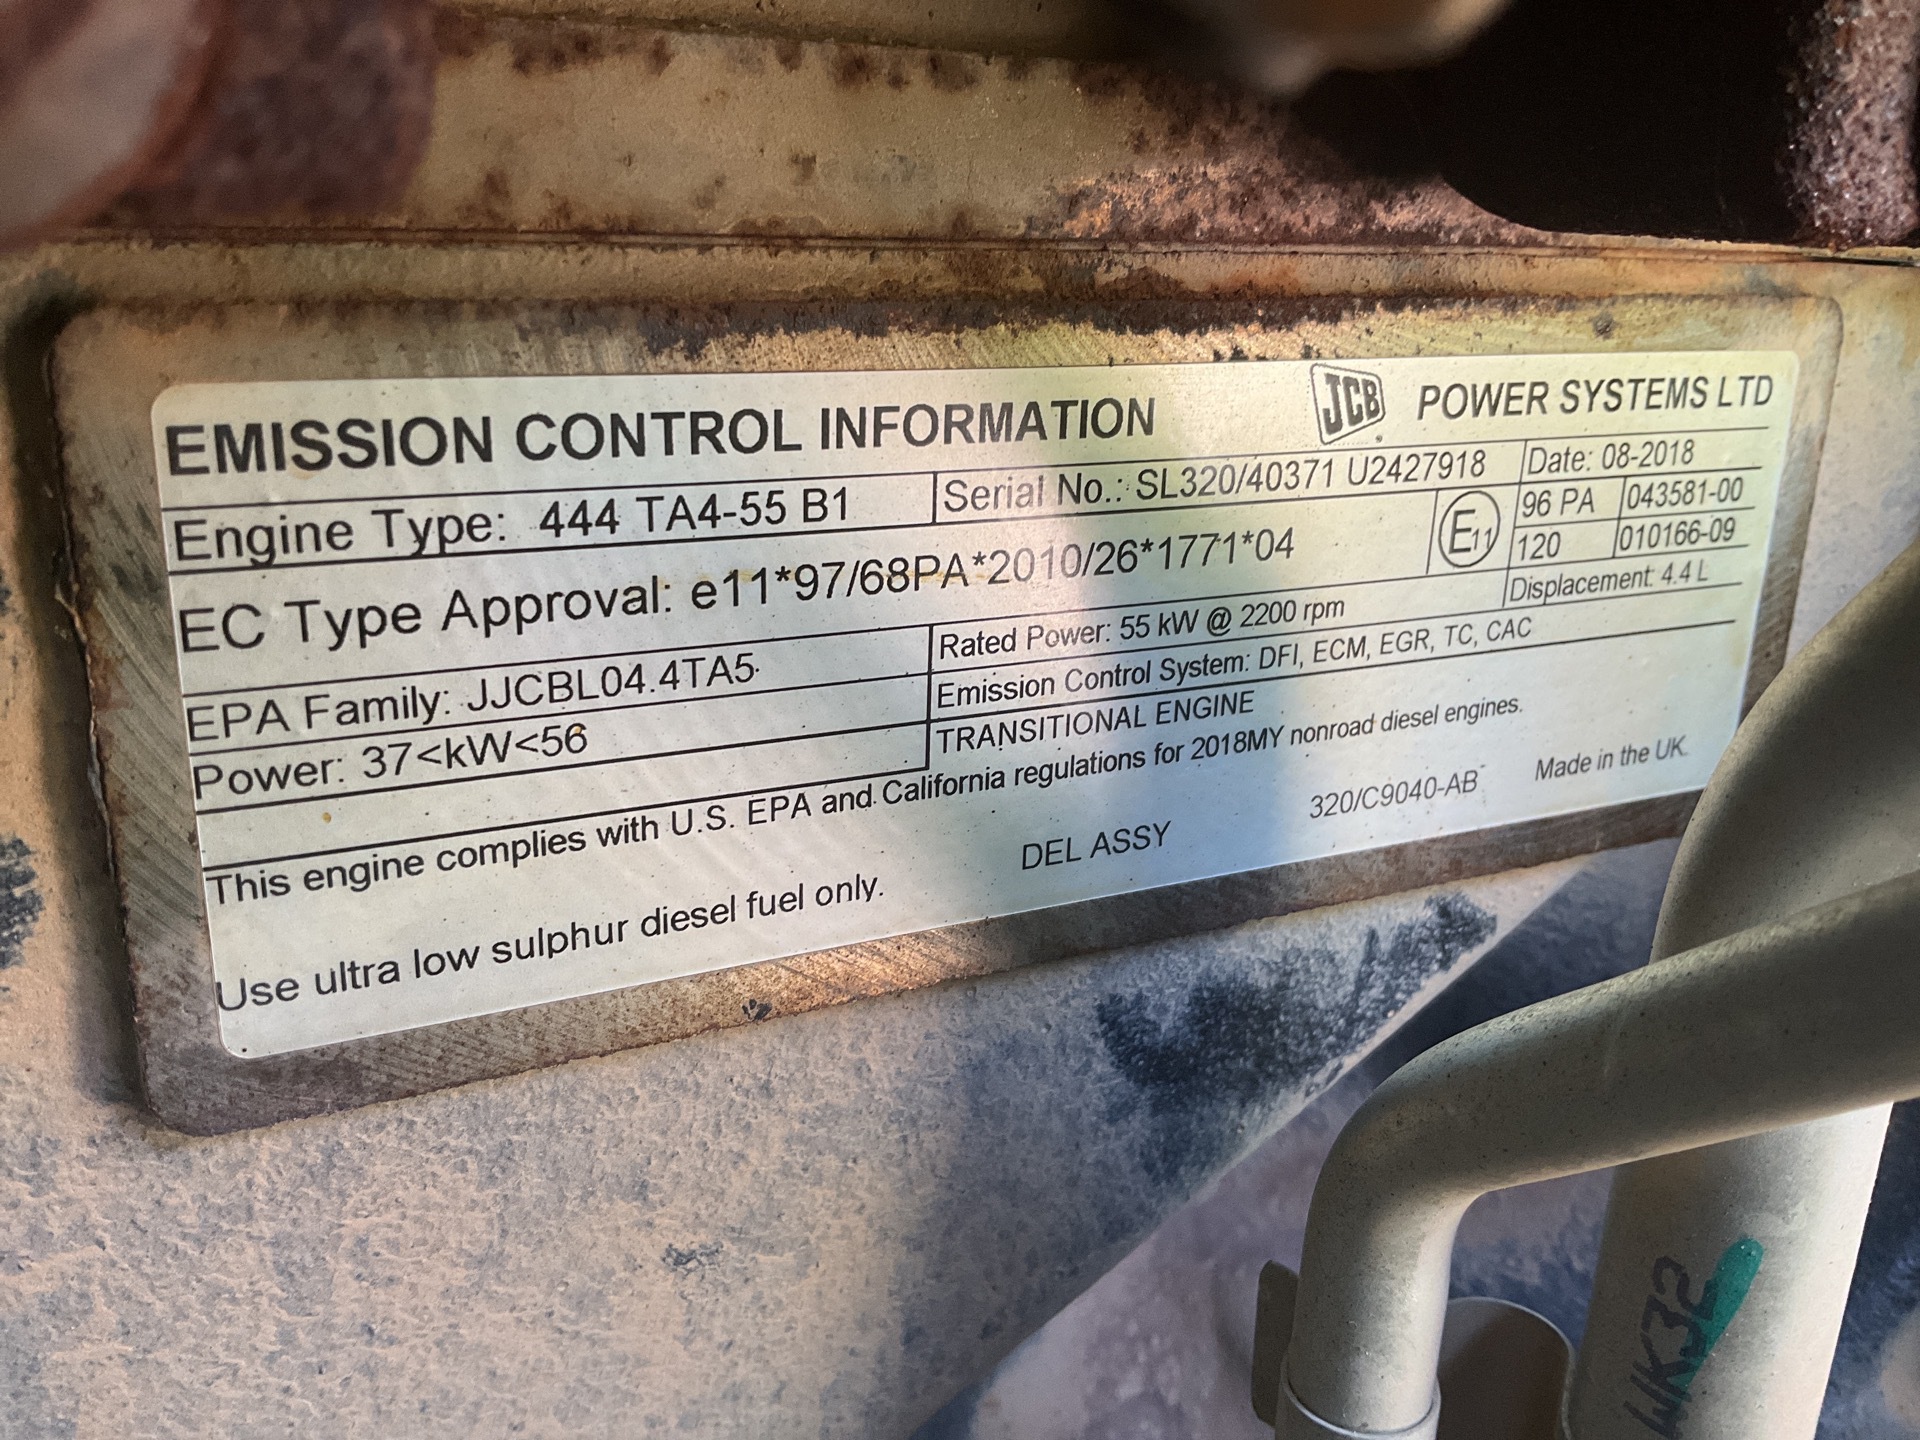 EMISSION CONTROL INFORMATION JCB POWER SYSTEMS LTD
Engine Type: 444 TA4-55 B1 Serial No.: SL320/40371 U2427918 Date: 08-2018
EC Type Approval: e11*97/68PA*2010/26*1771*04 E11 96 PA 043581-00
120 010166-09
EPA Family: JJCBL04.4TA5 Rated Power: 55 kW @ 2200 rpm Displacement: 4.4 L
Power: 37<kW<56 Emission Control System: DFI, ECM, EGR, TC, CAC
TRANSITIONAL ENGINE
This engine complies with U.S. EPA and California regulations for 2018MY nonroad diesel engines.
Use ultra low sulphur diesel fuel only. DEL ASSY 320/C9040-AB Made in the UK.
WK32